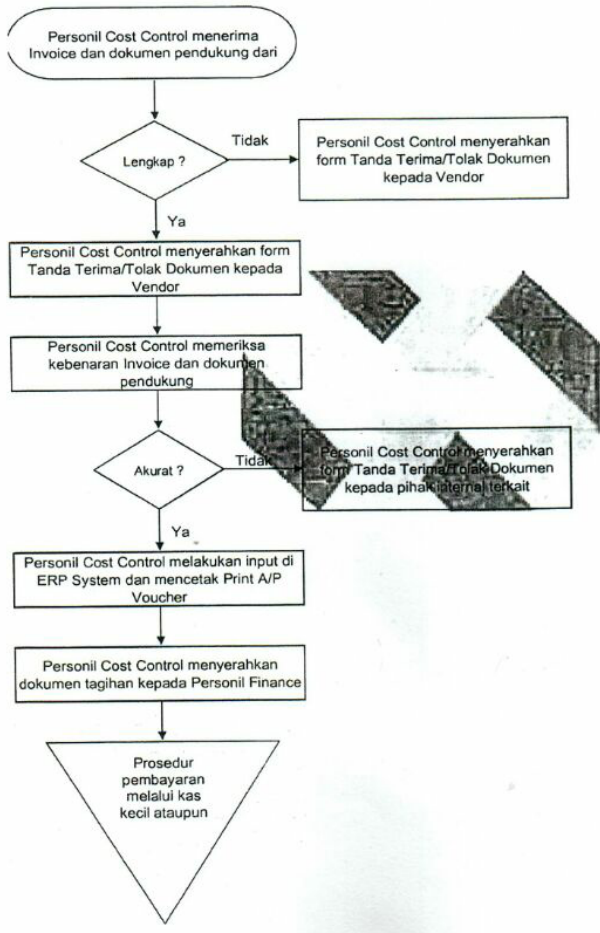 Personil Cost Control menerima
Invoice dan dokumen pendukung dari
Lengkap ?
Tidak
Personil Cost Control menyerahkan
form Tanda Terima/Tolak Dokumen
kepada Vendor
Ya
Personil Cost Control menyerahkan form
Tanda Terima/Tolak Dokumen kepada
Vendor
Personil Cost Control memeriksa
kebenaran Invoice dan dokumen
pendukung
Akurat ?
Tidak
Personil Cost Control menyerahkan
form Tanda Terima/Tolak Dokumen
kepada pihak internal terkait
Ya
Personil Cost Control melakukan input di
ERP System dan mencetak Print A/P
Voucher
Personil Cost Control menyerahkan
dokumen tagihan kepada Personil Finance
Prosedur
pembayaran
melalui kas
kecil ataupun